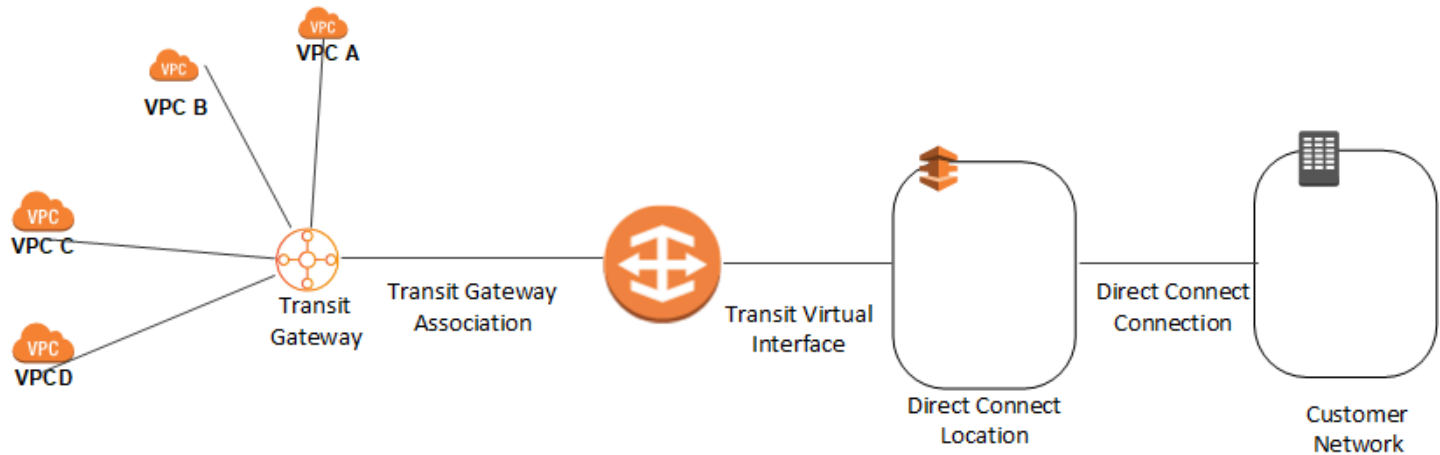 VPC
VPC A
VPC
VPC B
VPC
VPC C
VPC
VPCD
Transit
Gateway
Transit Gateway
Association
Transit Virtual
Interface
Direct Connect
Location
Direct Connect
Connection
Customer
Network